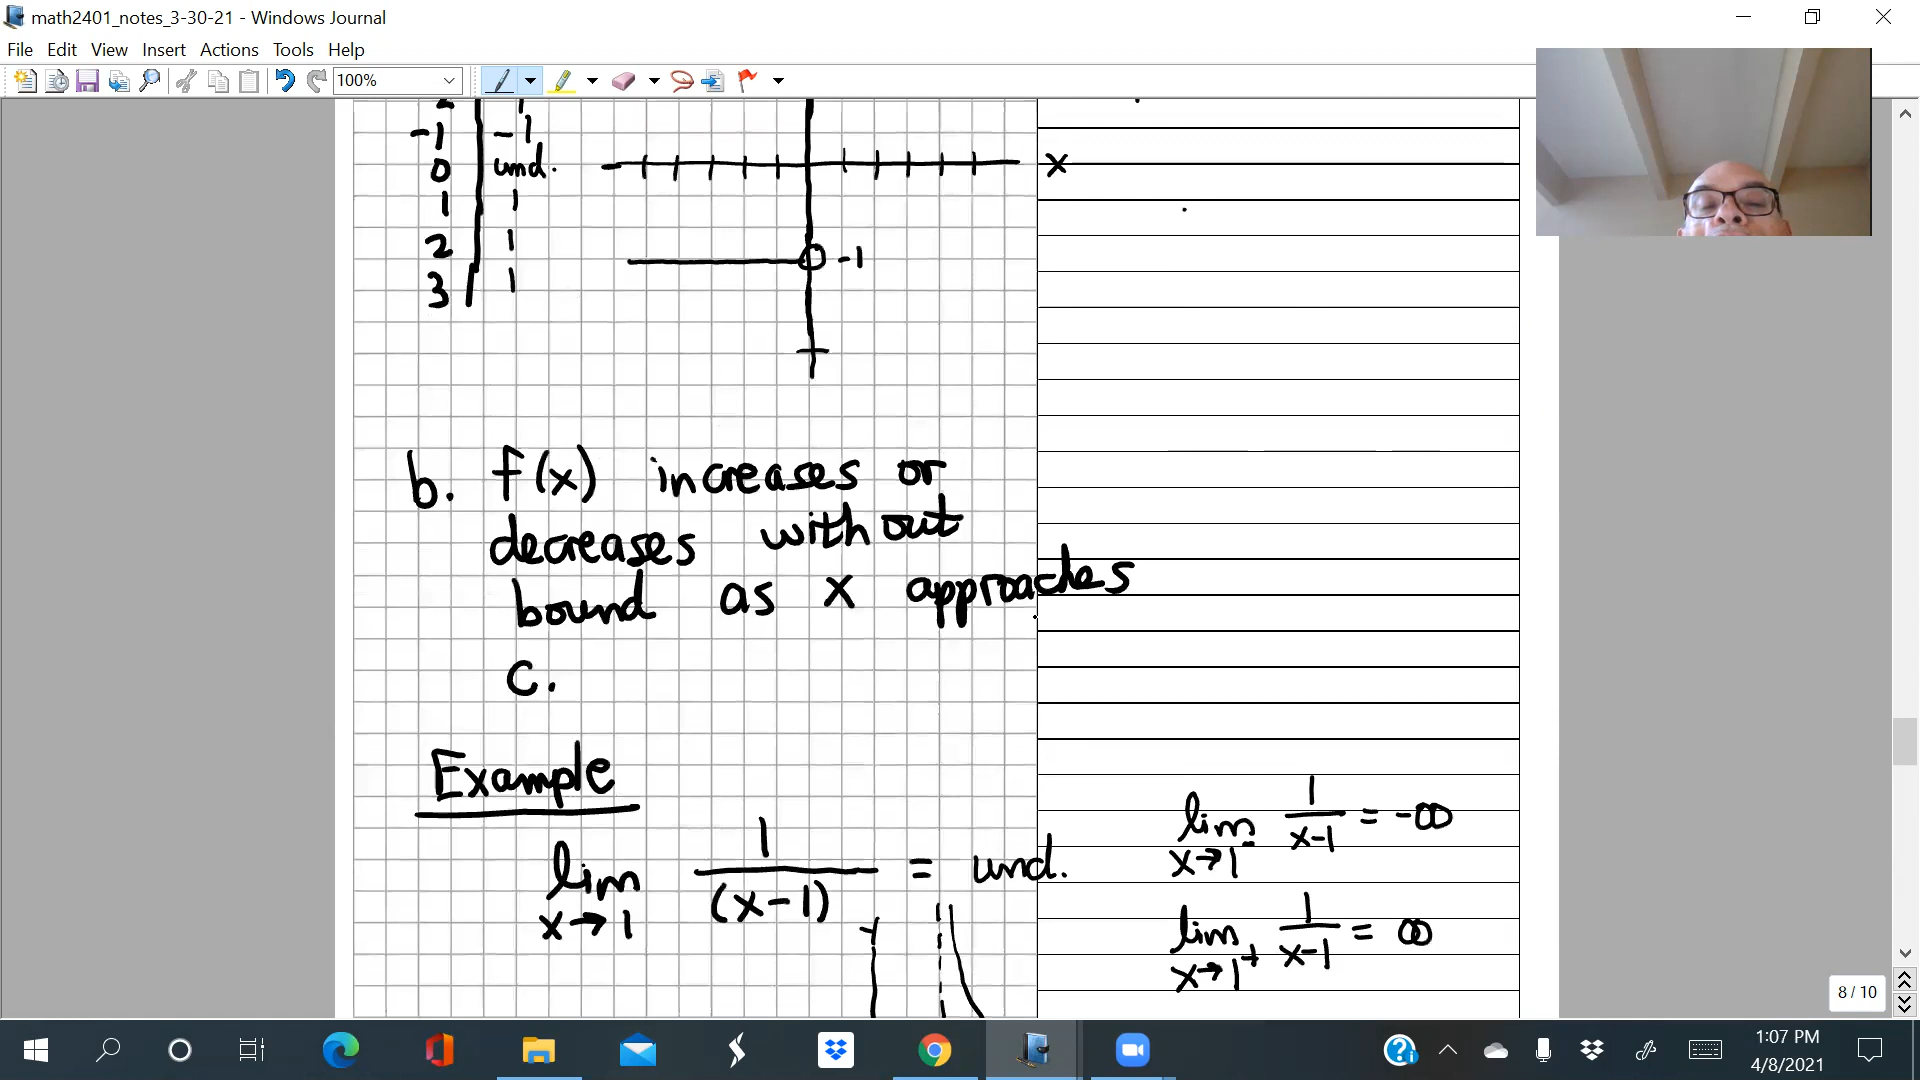 math2401_notes_3-30-21 - Windows Journal
File Edit View Insert Actions Tools Help
100%
-1 -1
0 und.
1 1
2 1
3 1
x
-1
b. f(x) increases or
decreases without
bound as x approaches
c.
Example
lim x→1 1/(x-1) = und.
lim x→1⁻ 1/x-1 = -∞
lim x→1⁺ 1/x-1 = ∞
8 / 10
1:07 PM
4/8/2021